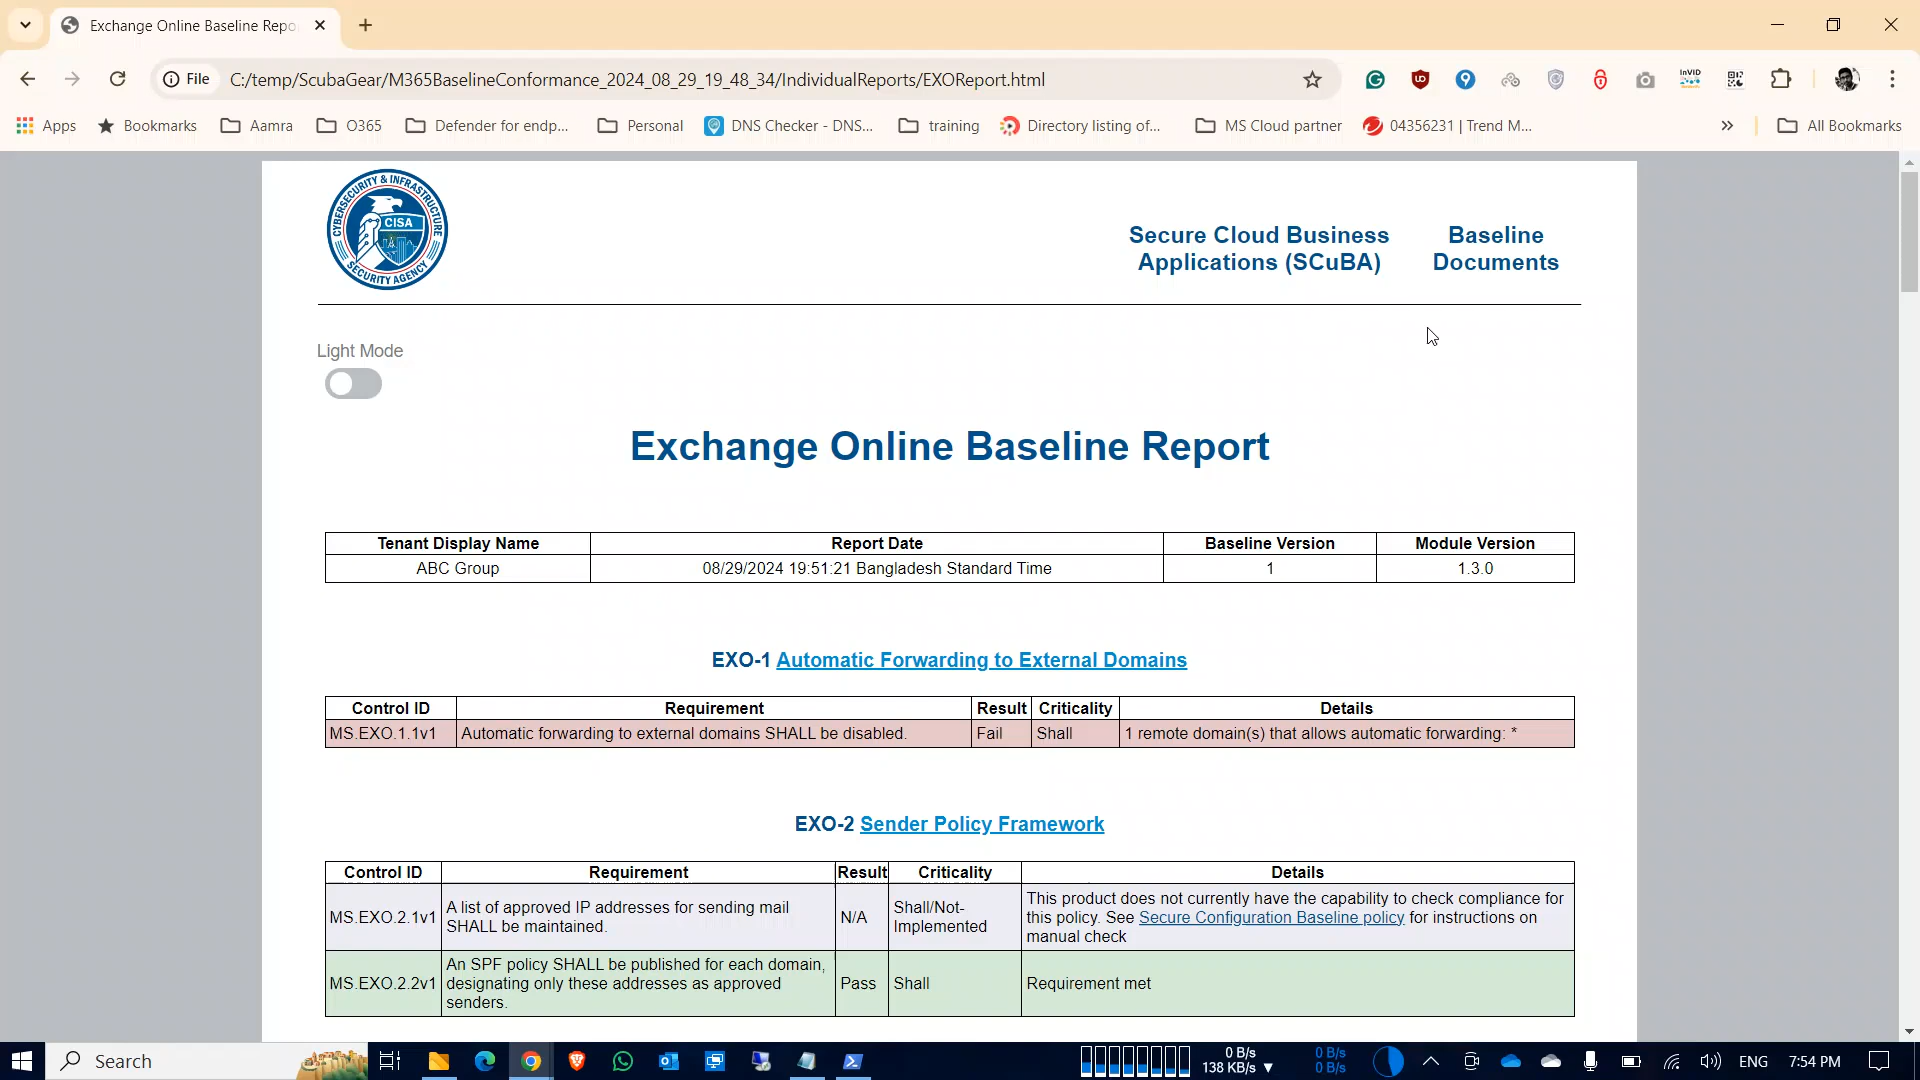 Exchange Online Baseline Repo
File
C:/temp/ScubaGear/M365BaselineConformance_2024_08_29_19_48_34/IndividualReports/EXOReport.html
InVID
Apps
Bookmarks
Aamra
O365
Defender for endp...
Personal
DNS Checker - DNS...
training
Directory listing of...
MS Cloud partner
04356231 | Trend M...
»
All Bookmarks
CYBERSECURITY & INFRASTRUCTURE
CISA
SECURITY AGENCY
Secure Cloud Business
Applications (SCuBA)
Baseline
Documents
Light Mode
Exchange Online Baseline Report
Tenant Display Name Report Date Baseline Version Module Version
ABC Group 08/29/2024 19:51:21 Bangladesh Standard Time 1 1.3.0
EXO-1 Automatic Forwarding to External Domains
Control ID Requirement Result Criticality Details
MS.EXO.1.1v1 Automatic forwarding to external domains SHALL be disabled. Fail Shall 1 remote domain(s) that allows automatic forwarding: *
EXO-2 Sender Policy Framework
Control ID Requirement Result Criticality Details
MS.EXO.2.1v1
A list of approved IP addresses for sending mail
SHALL be maintained.
N/A
Shall/Not-
Implemented
This product does not currently have the capability to check compliance for
this policy. See Secure Configuration Baseline policy for instructions on
manual check
MS.EXO.2.2v1
An SPF policy SHALL be published for each domain,
designating only these addresses as approved
senders.
Pass
Shall
Requirement met
Search
0 B/s
138 KB/s
0 B/s
0 B/s
ENG
7:54 PM